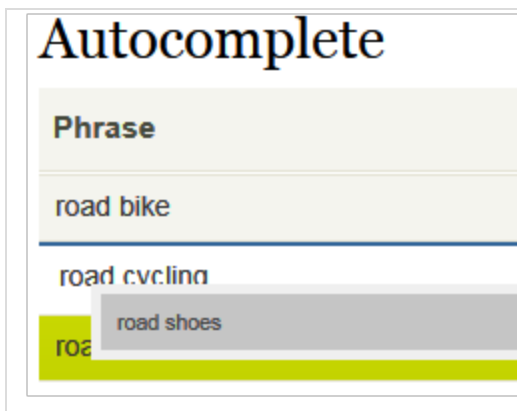 Autocomplete
Phrase
road bike
road cycling
road shoes